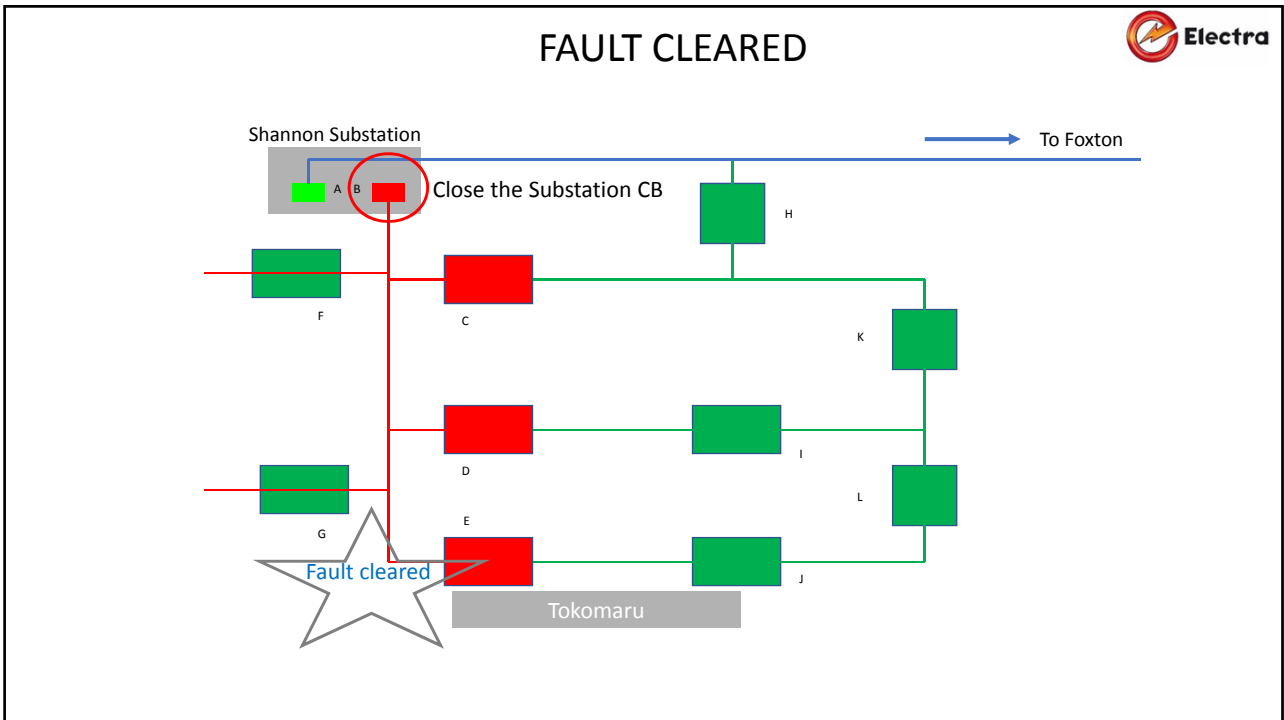 FAULT CLEARED
Electra
Shannon Substation
To Foxton
A B Close the Substation CB
H
F
C
K
D
I
L
E
G
J
Fault cleared
Tokomaru